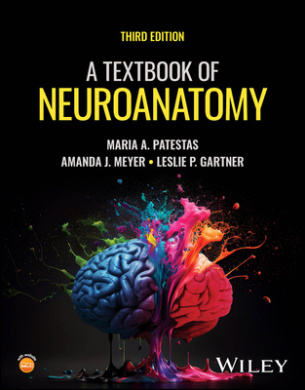 THIRD EDITION
A TEXTBOOK OF
NEUROANATOMY
MARIA A. PATESTAS
AMANDA J. MEYER • LESLIE P. GARTNER
WILEY